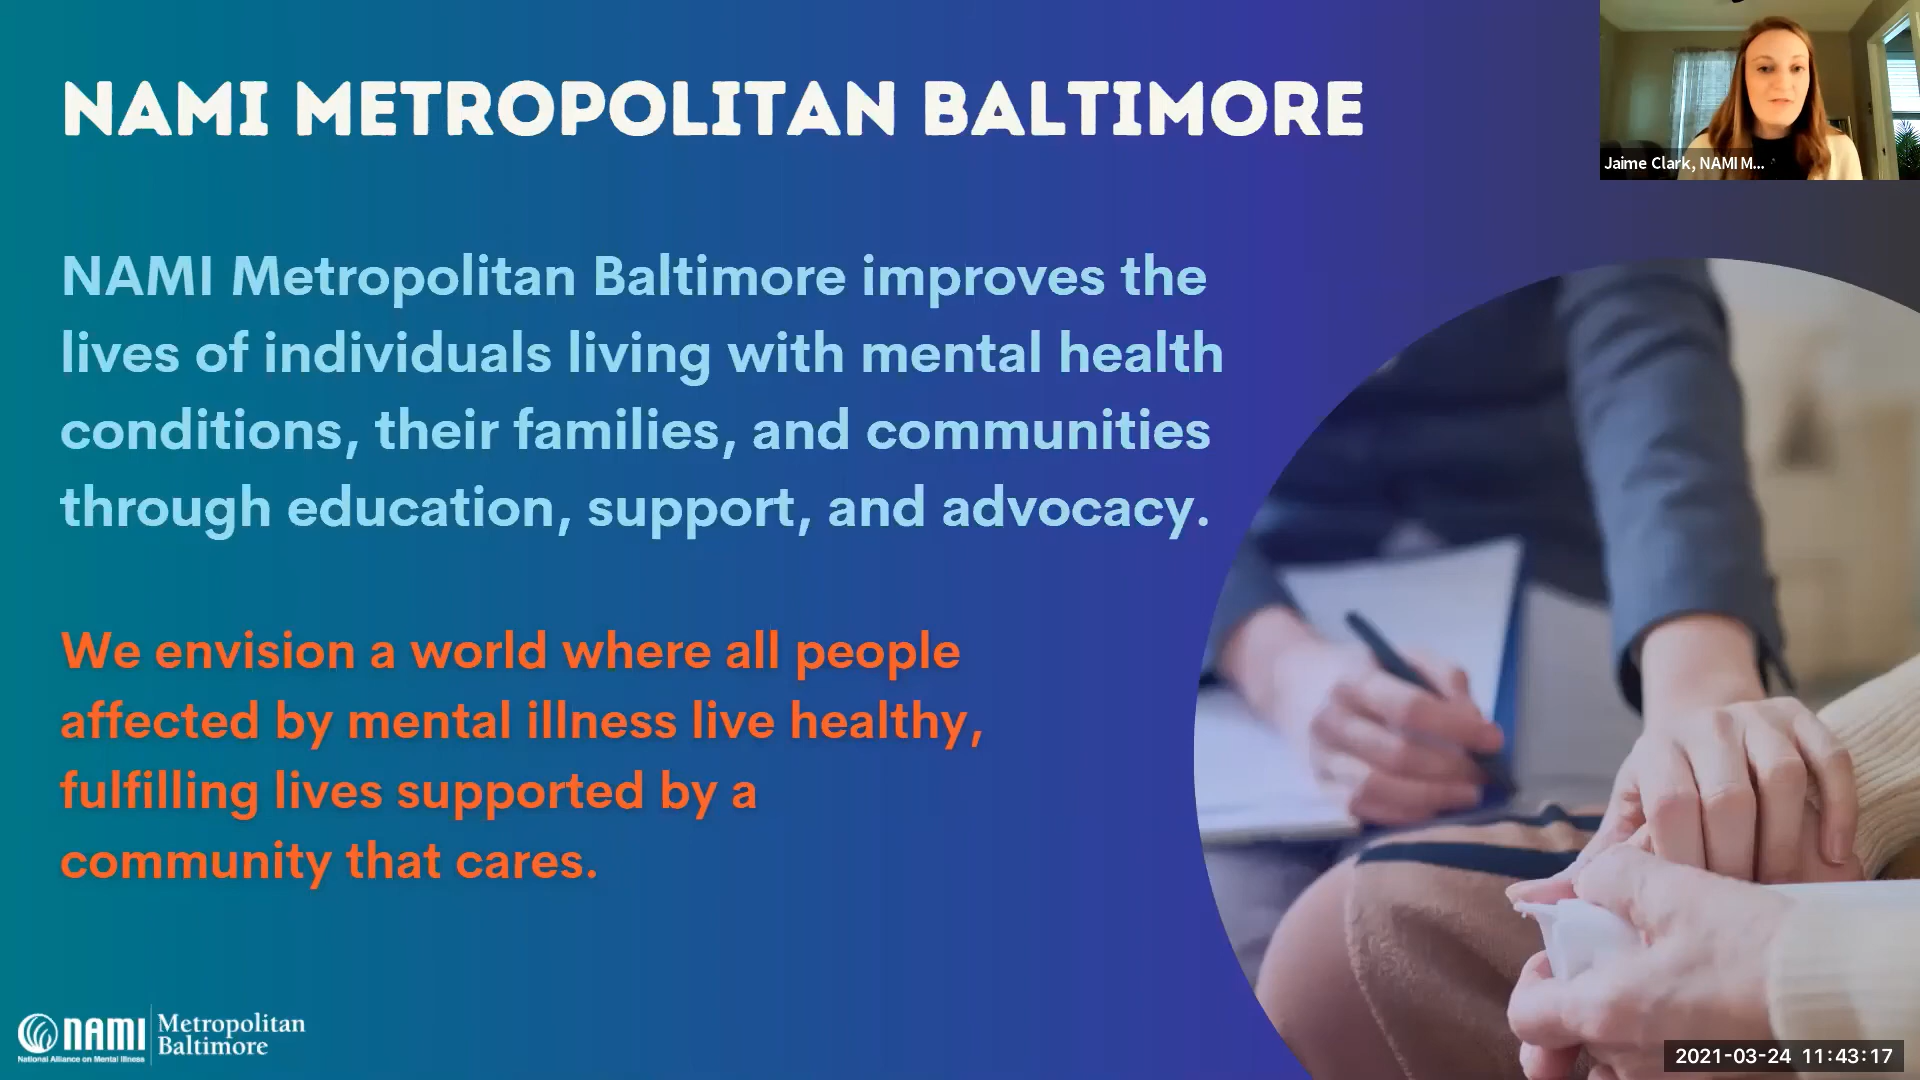 NAMI METROPOLITAN BALTIMORE
Jaime Clark, NAMI M...
NAMI Metropolitan Baltimore improves the
lives of individuals living with mental health
conditions, their families, and communities
through education, support, and advocacy.
We envision a world where all people
affected by mental illness live healthy,
fulfilling lives supported by a
community that cares.
NAMI
National Alliance on Mental Illness
Metropolitan
Baltimore
2021-03-24 11:43:17